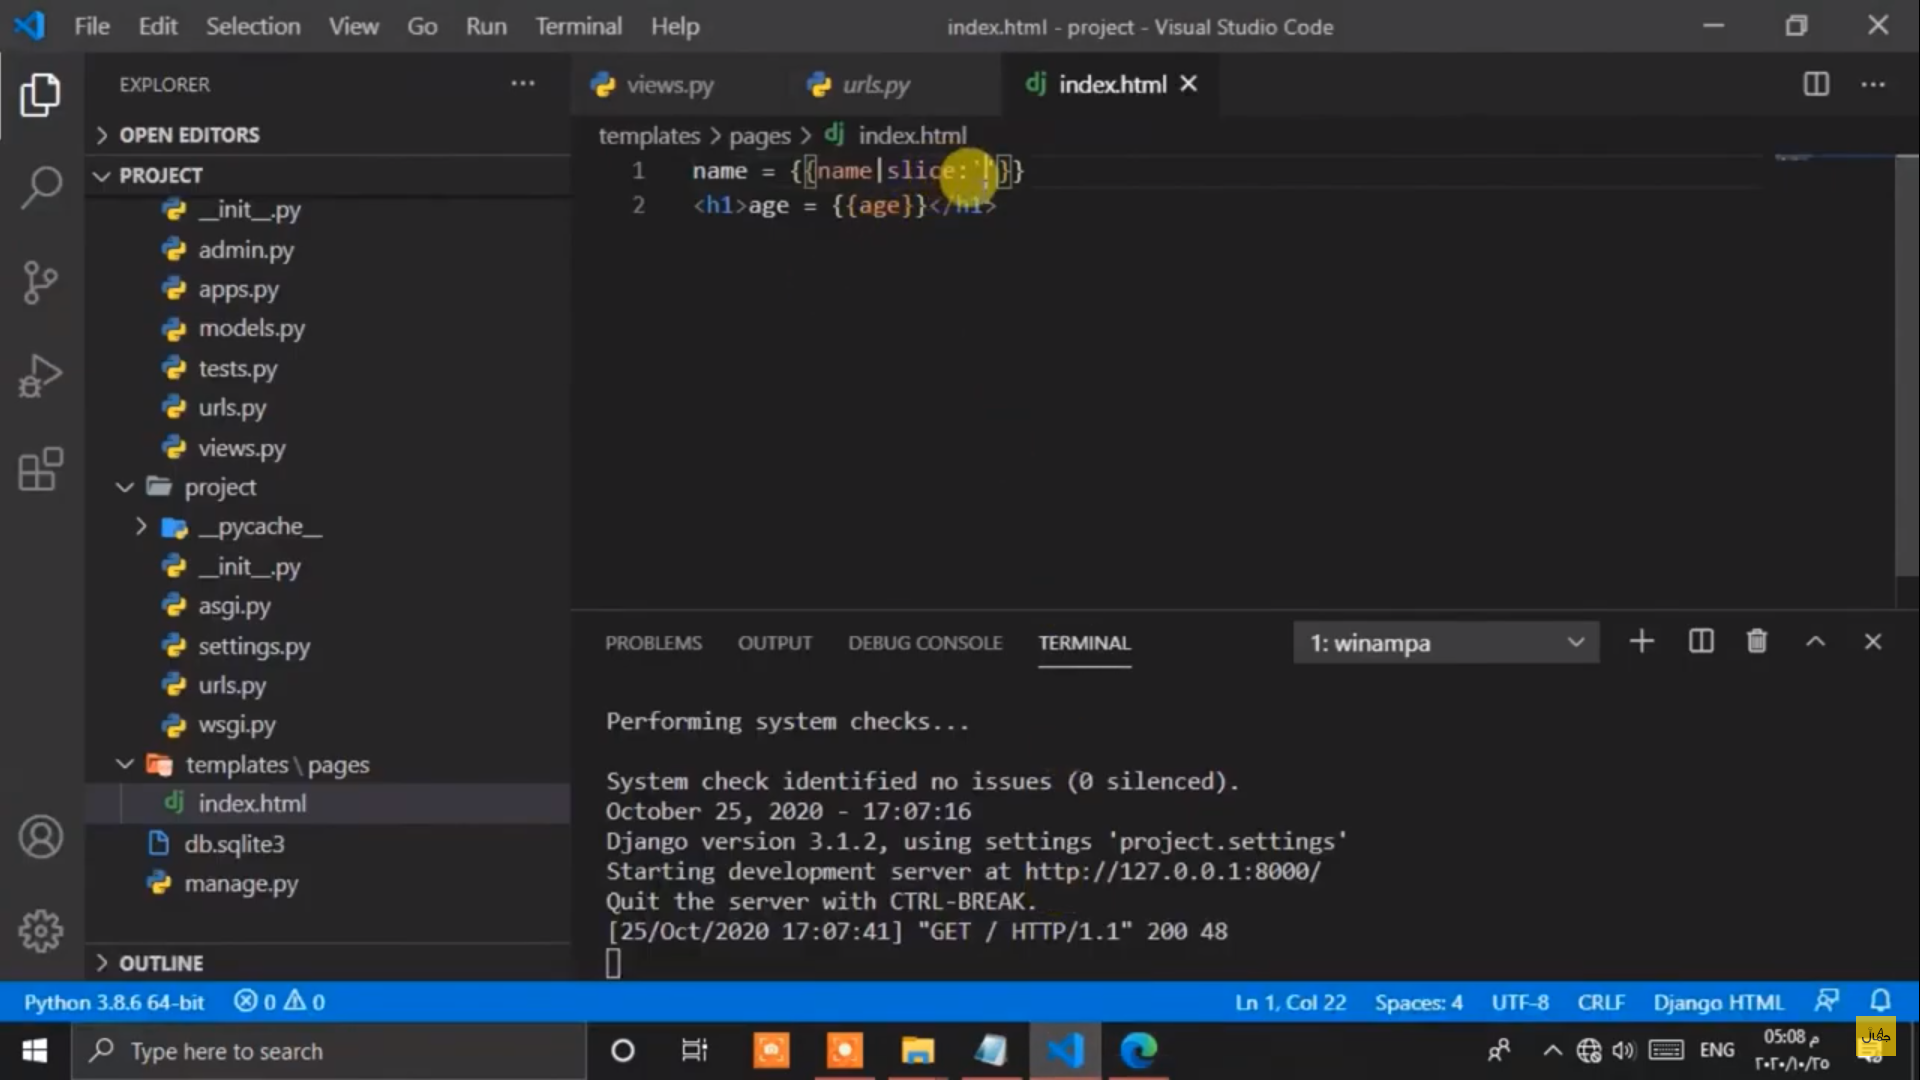 File Edit Selection View Go Run Terminal Help
index.html - project - Visual Studio Code
EXPLORER
OPEN EDITORS
PROJECT
__init__.py
admin.py
apps.py
models.py
tests.py
urls.py
views.py
project
__pycache__
__init__.py
asgi.py
settings.py
urls.py
wsgi.py
templates \ pages
index.html
db.sqlite3
manage.py
OUTLINE
views.py urls.py index.html
templates > pages > index.html
1 name = {{name|slice:''}}
2 <h1>age = {{age}}</h1>
PROBLEMS OUTPUT DEBUG CONSOLE TERMINAL
1: winampa
Performing system checks...
System check identified no issues (0 silenced).
October 25, 2020 - 17:07:16
Django version 3.1.2, using settings 'project.settings'
Starting development server at http://127.0.0.1:8000/
Quit the server with CTRL-BREAK.
[25/Oct/2020 17:07:41] "GET / HTTP/1.1" 200 48
Python 3.8.6 64-bit 0 0
Ln 1, Col 22 Spaces: 4 UTF-8 CRLF Django HTML
Type here to search
ENG
05:08 م
٢٠٢٠/١٠/٢٥